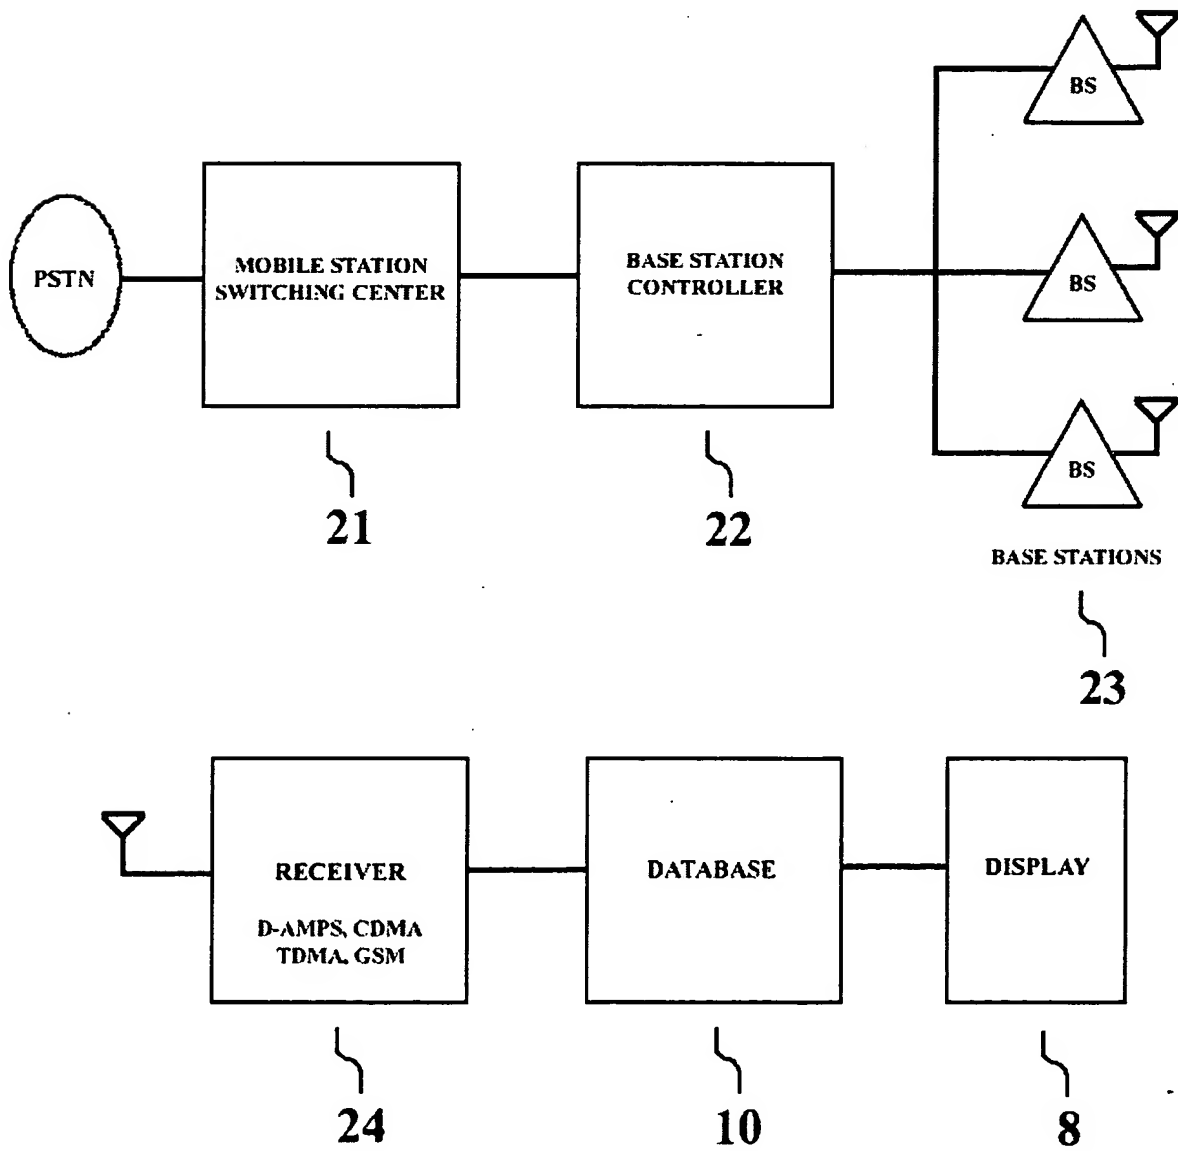 BS
PSTN
MOBILE STATION
SWITCHING CENTER
BASE STATION
CONTROLLER
BS
BS
21
22
BASE STATIONS
23
RECEIVER
D-AMPS, CDMA
TDMA, GSM
DATABASE
DISPLAY
24
10
8